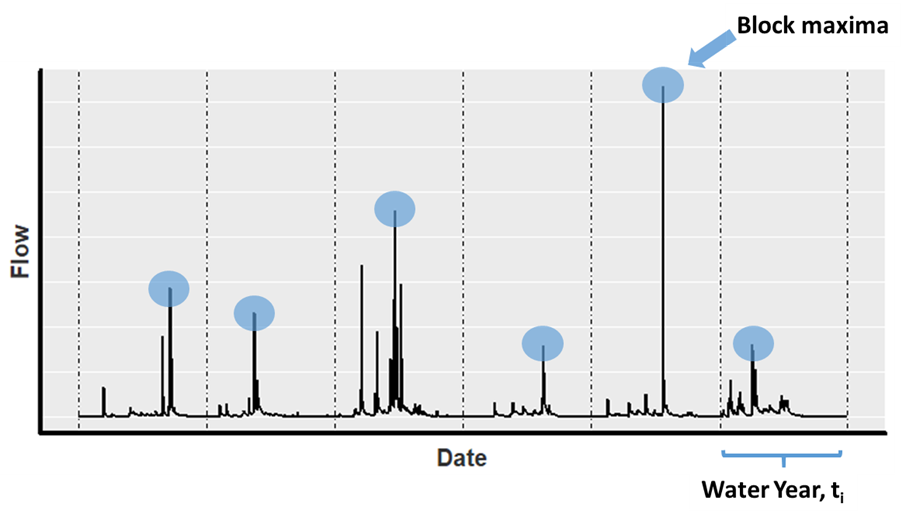 Block maxima
Flow
Date
Water Year, tᵢ